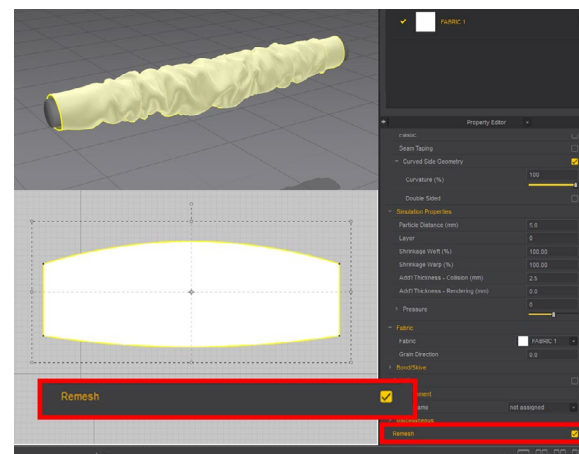 FABRIC 1
Property Editor
Seam Taping
Curved Side Geometry
Curvature (%) 100
Double Sided
Simulation Properties
Particle Distance (mm) 5.0
Layer 0
Shrinkage Weft (%) 100.00
Shrinkage Warp (%) 100.00
Add'l Thickness - Collision (mm) 2.5
Add'l Thickness - Rendering (mm) 0.0
Pressure 0
Fabric
Fabric FABRIC 1
Grain Direction 0.0
Bond/Skive
Remesh
not assigned
Remesh